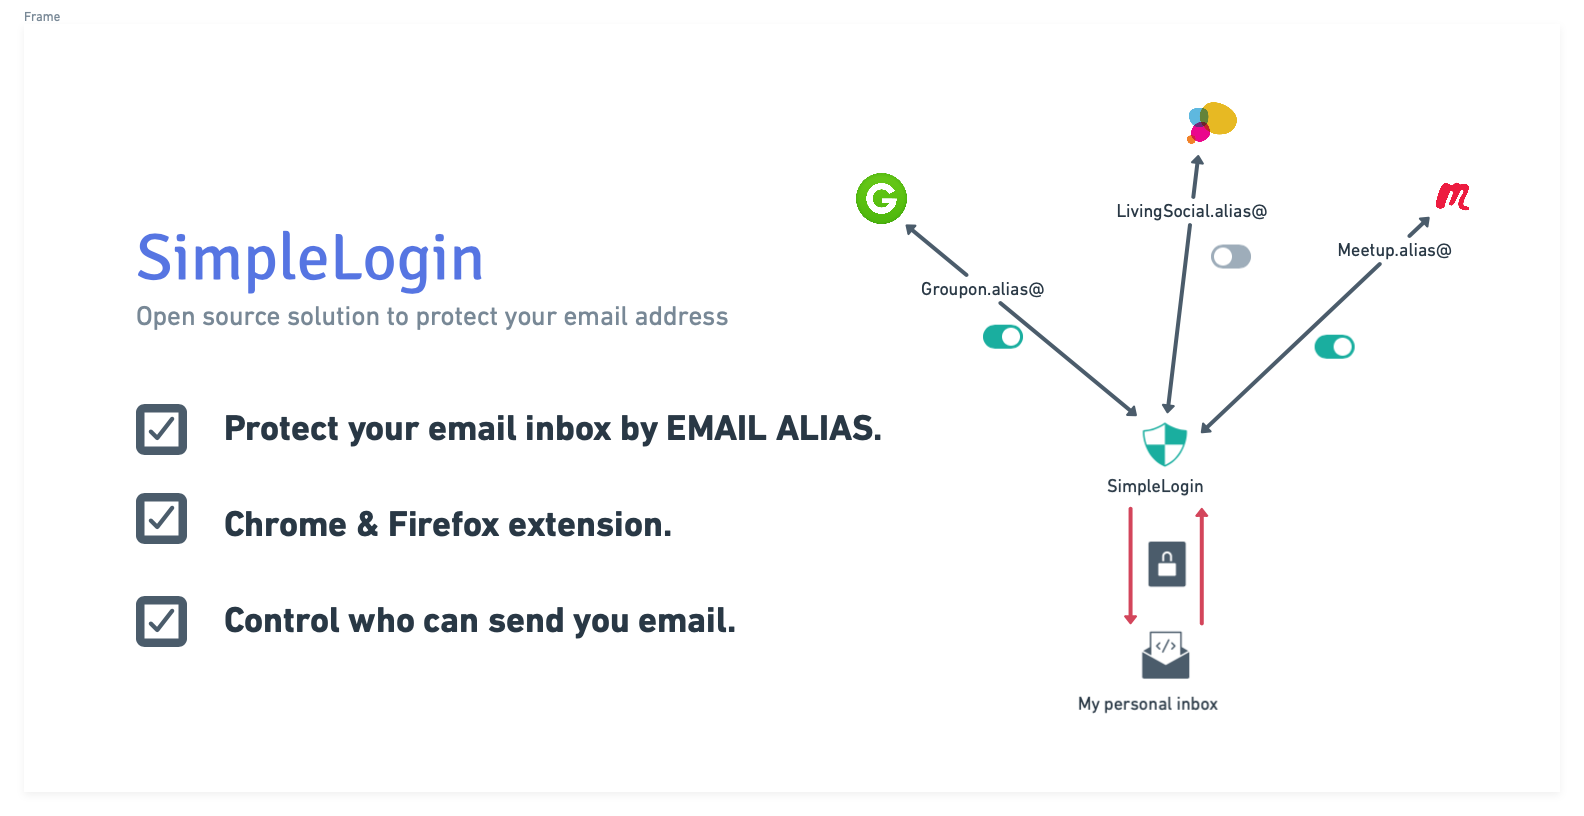 Frame
SimpleLogin
Open source solution to protect your email address
Protect your email inbox by EMAIL ALIAS.
Chrome & Firefox extension.
Control who can send you email.
G
LivingSocial.alias@
m
Meetup.alias@
Groupon.alias@
SimpleLogin
</>
My personal inbox